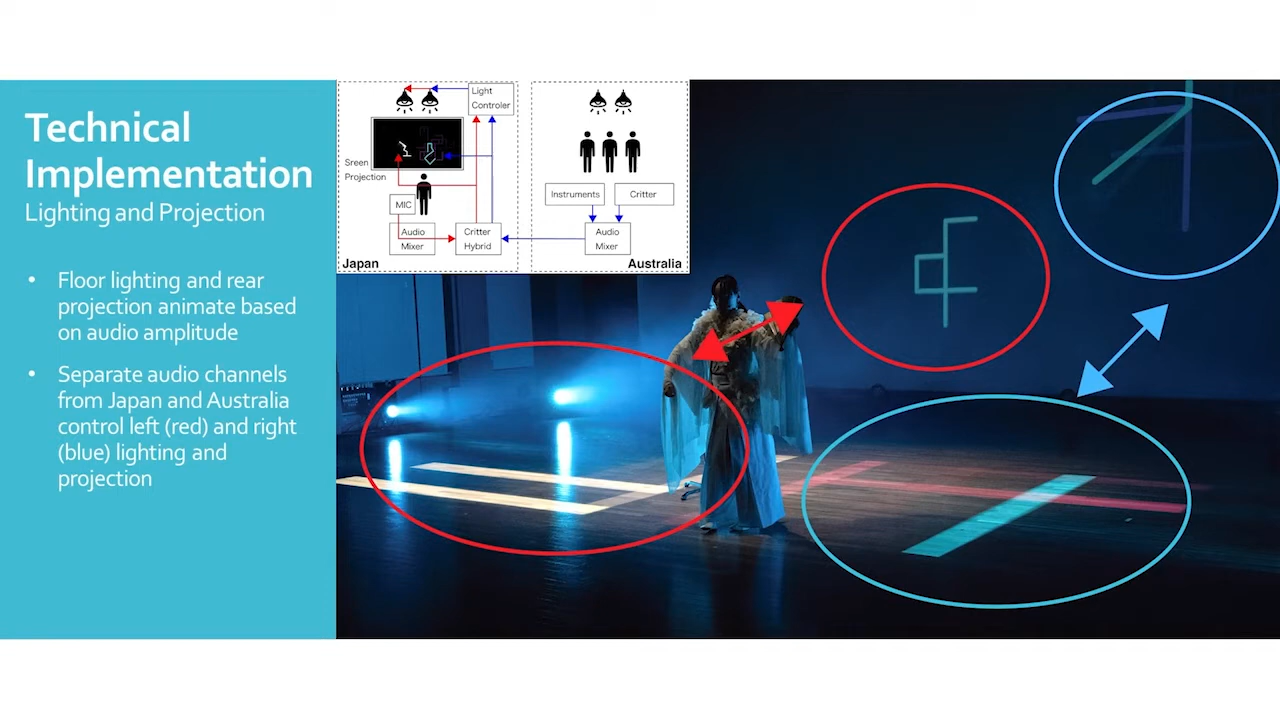 Technical
Implementation
Lighting and Projection
• Floor lighting and rear
projection animate based
on audio amplitude
• Separate audio channels
from Japan and Australia
control left (red) and right
(blue) lighting and
projection
Light
Controler
Sreen
Projection
MIC
Audio
Mixer
Critter
Hybrid
Japan
Instruments
Critter
Audio
Mixer
Australia